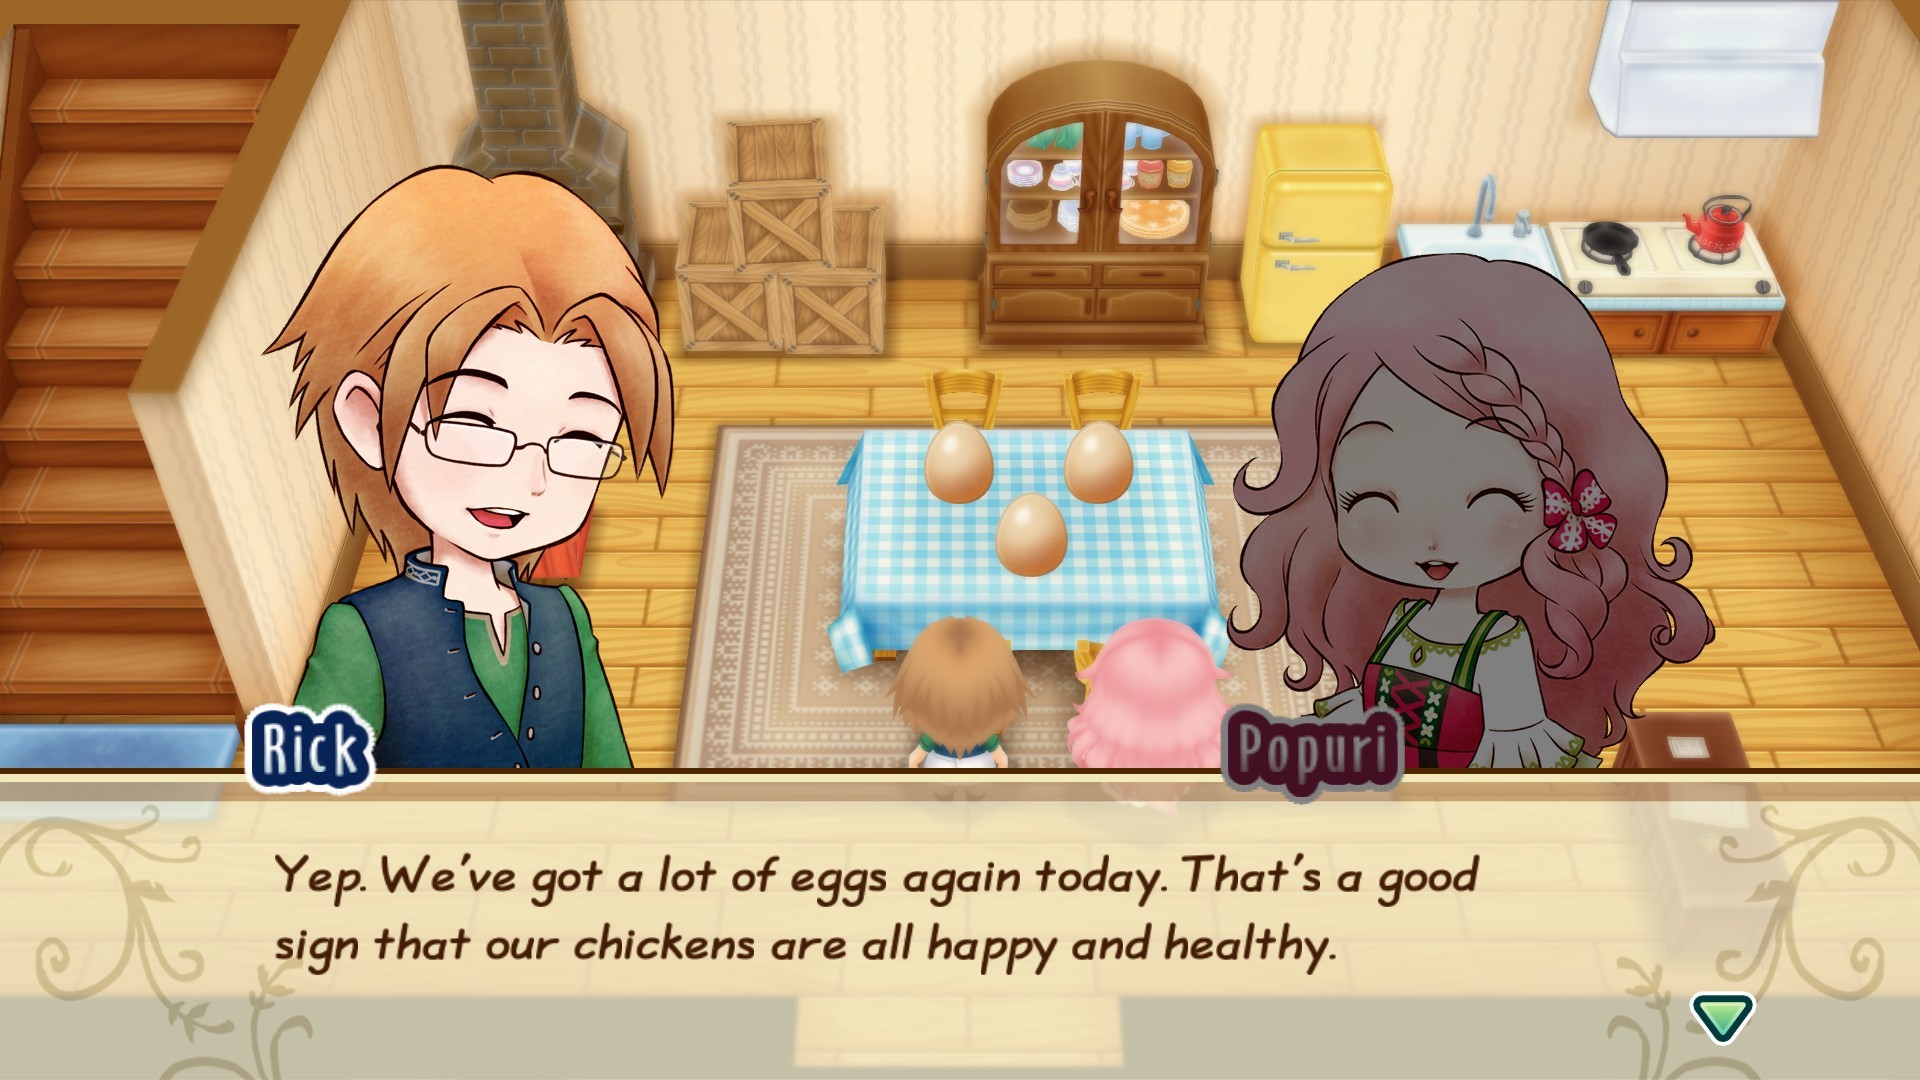 Rick
Popuri
Yep. We've got a lot of eggs again today. That's a good
sign that our chickens are all happy and healthy.